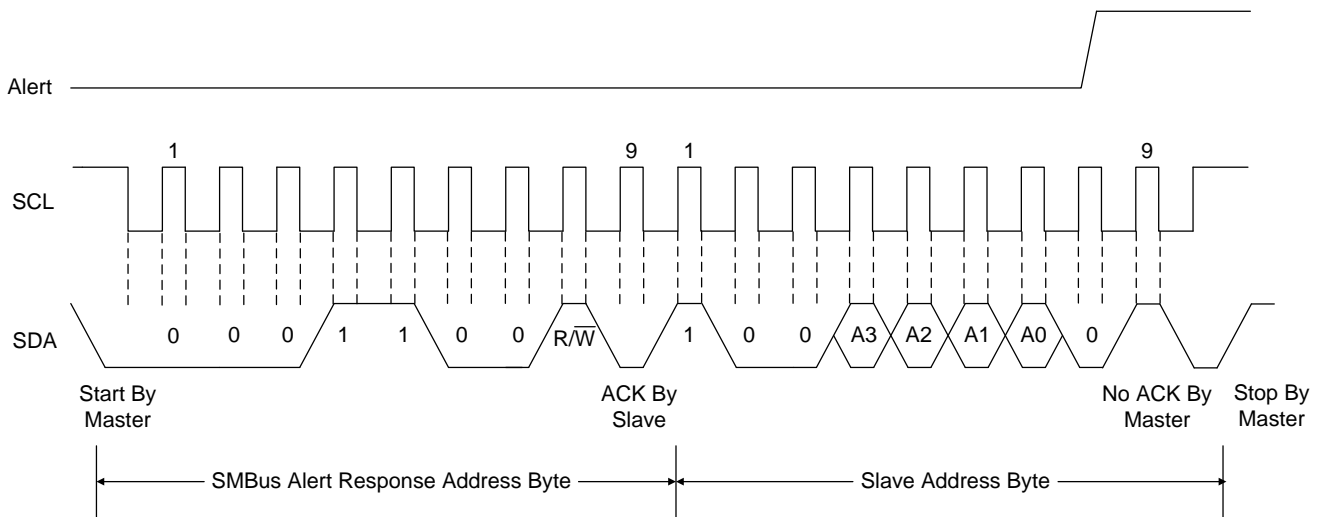 Alert
1 9 1 9
SCL
SDA
0 0 0 1 1 0 0 R/W̅ 1 0 0 A3 A2 A1 A0 0
Start By
Master
ACK By
Slave
No ACK By
Master
Stop By
Master
SMBus Alert Response Address Byte
Slave Address Byte